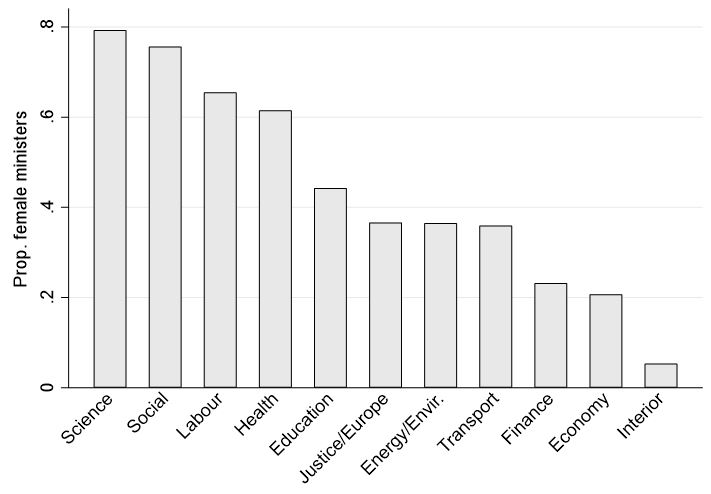 Prop. female ministers
.8
.6
.4
.2
0
Science
Social
Labour
Health
Education
Justice/Europe
Energy/Envir.
Transport
Finance
Economy
Interior